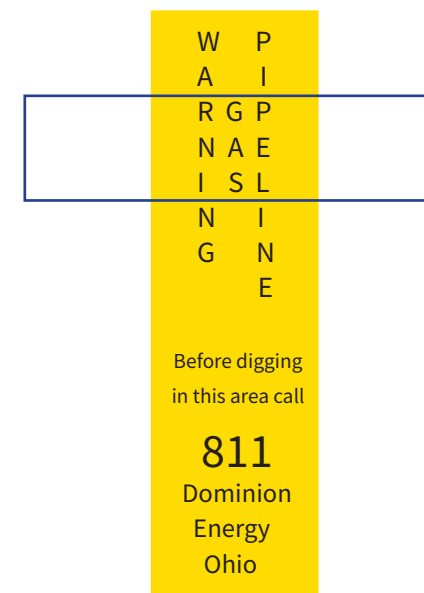 WARNING
GAS
PIPELINE
Before digging
in this area call
811
Dominion
Energy
Ohio